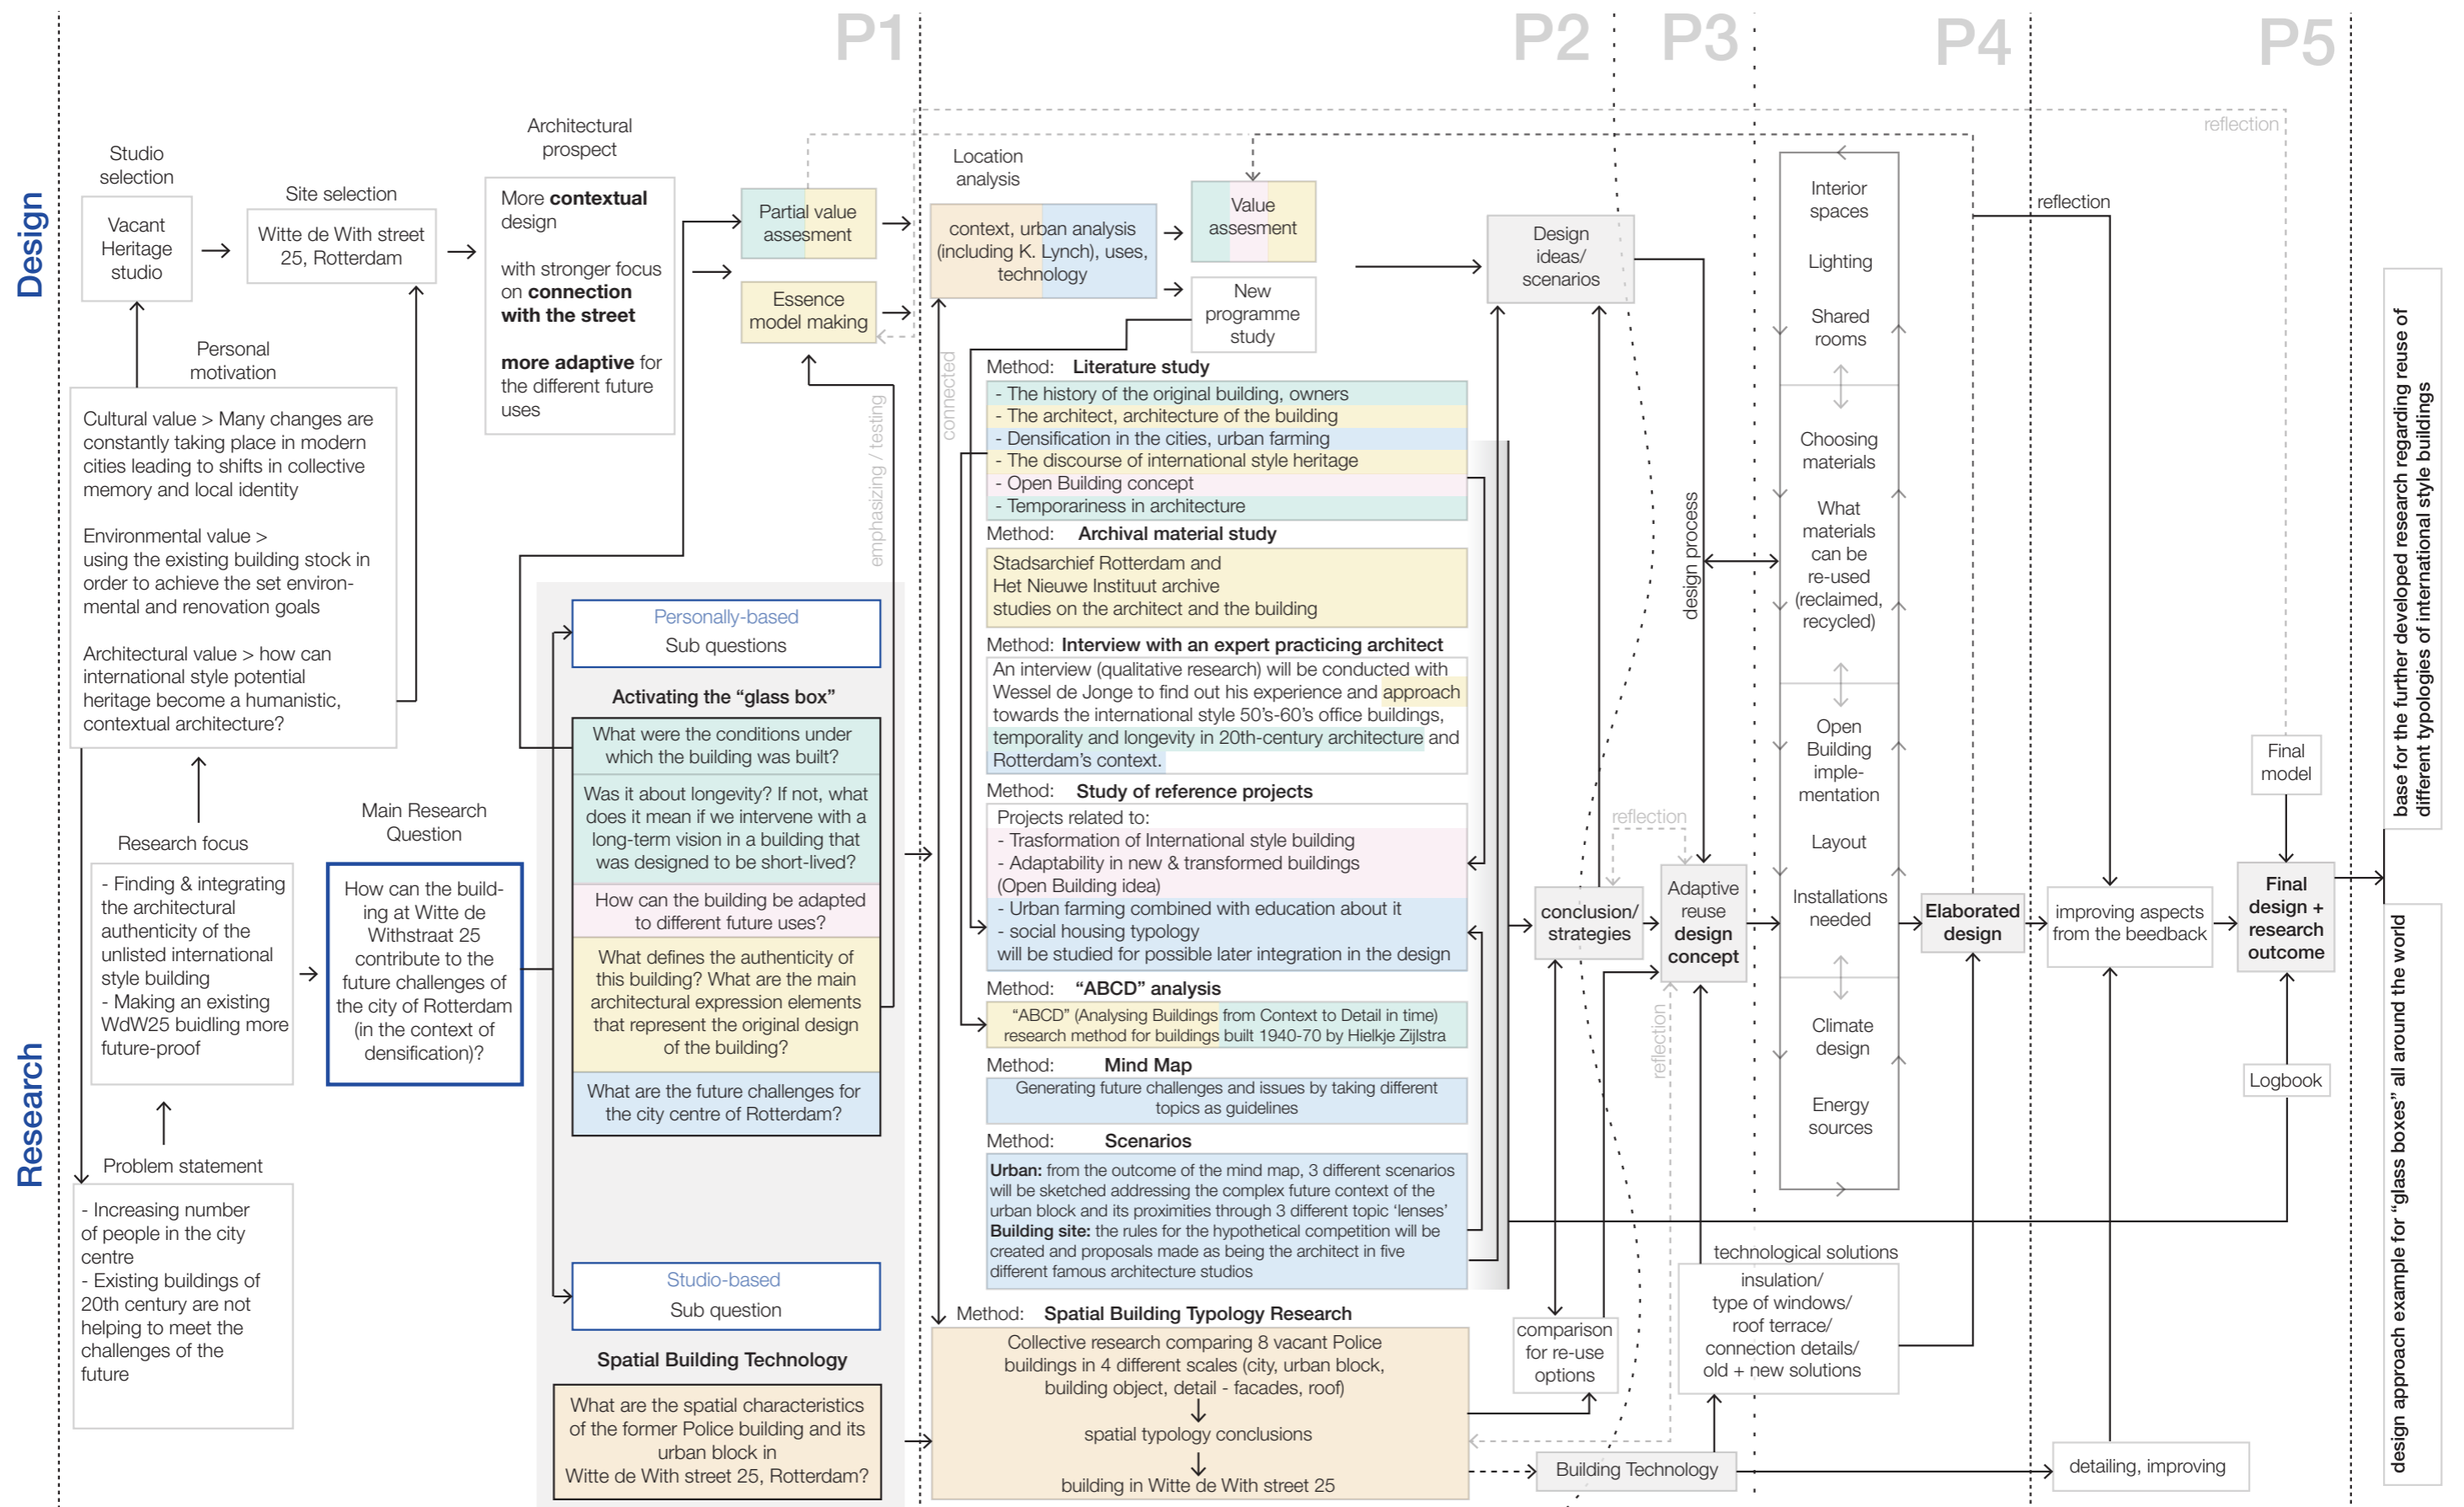 P1
P2
P3
P4
P5
Design
Research
Studio
selection
Vacant
Heritage
studio
Site selection
Witte de With street
25, Rotterdam
Architectural
prospect
More contextual
design
with stronger focus
on connection
with the street
more adaptive for
the different future
uses
Personal
motivation
Cultural value > Many changes are
constantly taking place in modern
cities leading to shifts in collective
memory and local identity
Environmental value >
using the existing building stock in
order to achieve the set environ-
mental and renovation goals
Architectural value > how can
international style potential
heritage become a humanistic,
contextual architecture?
Research focus
- Finding & integrating
the architectural
authenticity of the
unlisted international
style building
- Making an existing
WdW25 buidling more
future-proof
Problem statement
- Increasing number
of people in the city
centre
- Existing buildings of
20th century are not
helping to meet the
challenges of the
future
Main Research
Question
How can the build-
ing at Witte de
Withstraat 25
contribute to the
future challenges of
the city of Rotterdam
(in the context of
densification)?
Partial value
assesment
Essence
model making
emphasizing / testing
Personally-based
Sub questions
Activating the “glass box”
What were the conditions under
which the building was built?
Was it about longevity? If not, what
does it mean if we intervene with a
long-term vision in a building that
was designed to be short-lived?
How can the building be adapted
to different future uses?
What defines the authenticity of
this building? What are the main
architectural expression elements
that represent the original design
of the building?
What are the future challenges for
the city centre of Rotterdam?
Studio-based
Sub question
Spatial Building Technology
What are the spatial characteristics
of the former Police building and its
urban block in
Witte de With street 25, Rotterdam?
Location
analysis
context, urban analysis
(including K. Lynch), uses,
technology
Value
assesment
New
programme
study
connected
Method: Literature study
- The history of the original building, owners
- The architect, architecture of the building
- Densification in the cities, urban farming
- The discourse of international style heritage
- Open Building concept
- Temporariness in architecture
Method: Archival material study
Stadsarchief Rotterdam and
Het Nieuwe Instituut archive
studies on the architect and the building
Method: Interview with an expert practicing architect
An interview (qualitative research) will be conducted with
Wessel de Jonge to find out his experience and approach
towards the international style 50’s-60’s office buildings,
temporality and longevity in 20th-century architecture and
Rotterdam’s context.
Method: Study of reference projects
Projects related to:
- Trasformation of International style building
- Adaptability in new & transformed buildings
(Open Building idea)
- Urban farming combined with education about it
- social housing typology
will be studied for possible later integration in the design
Method: “ABCD” analysis
“ABCD” (Analysing Buildings from Context to Detail in time)
research method for buildings built 1940-70 by Hielkje Zijlstra
Method: Mind Map
Generating future challenges and issues by taking different
topics as guidelines
Method: Scenarios
Urban: from the outcome of the mind map, 3 different scenarios
will be sketched addressing the complex future context of the
urban block and its proximities through 3 different topic ‘lenses’
Building site: the rules for the hypothetical competition will be
created and proposals made as being the architect in five
different famous architecture studios
Method: Spatial Building Typology Research
Collective research comparing 8 vacant Police
buildings in 4 different scales (city, urban block,
building object, detail - facades, roof)
spatial typology conclusions
building in Witte de With street 25
Design
ideas/
scenarios
design process
reflection
conclusion/
strategies
Adaptive
reuse
design
concept
reflection
comparison
for re-use
options
technological solutions
insulation/
type of windows/
roof terrace/
connection details/
old + new solutions
Building Technology
Interior
spaces
Lighting
Shared
rooms
Choosing
materials
What
materials
can be
re-used
(reclaimed,
recycled)
Open
Building
imple-
mentation
Layout
Installations
needed
Climate
design
Energy
sources
Elaborated
design
reflection
improving aspects
from the beedback
detailing, improving
reflection
Final
model
Final
design +
research
outcome
Logbook
base for the further developed research regarding reuse of
different typologies of international style buildings
design approach example for “glass boxes” all around the world